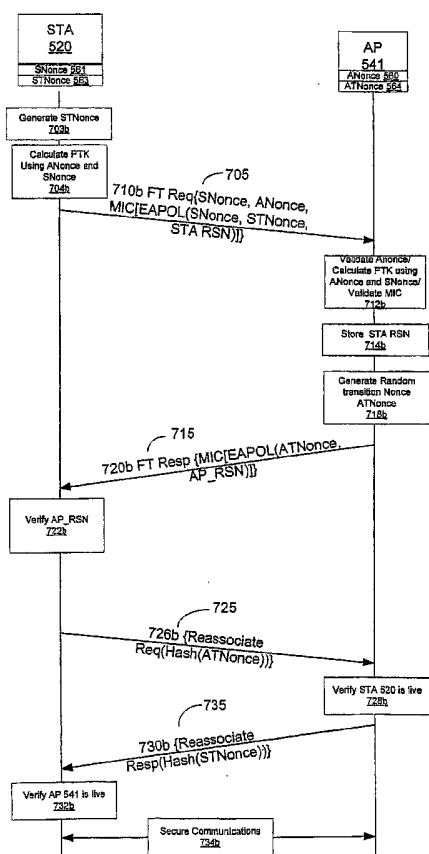 STA
520
SNonce 561
STNonce 563
AP
541
ANonce 560
ATNonce 564
Generate STNonce
703b
Calculate PTK
Using ANonce and
SNonce
704b
705
710b FT Req{SNonce, ANonce,
MIC[EAPOL(SNonce, STNonce,
STA RSN)]}
Validate Anonce/
Calculate PTK using
ANonce and SNonce/
Validate MIC
712b
Store STA RSN
714b
Generate Random
transition Nonce
ATNonce
718b
715
720b FT Resp {MIC[EAPOL(ATNonce,
AP_RSN)]}
Verify AP_RSN
722b
725
726b {Reassociate
Req(Hash(ATNonce))}
Verify STA 520 is live
728b
735
730b {Reassociate
Resp(Hash(STNonce))}
Verify AP 541 is live
732b
Secure Communications
734b